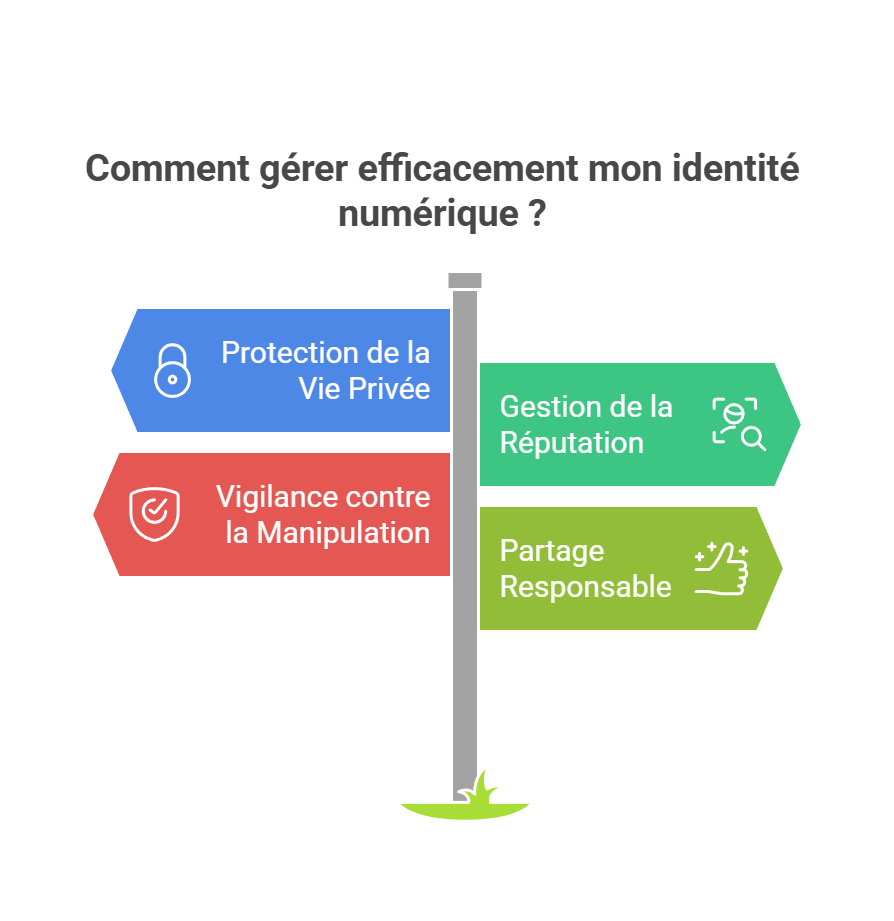 Comment gérer efficacement mon identité
numérique ?
Protection de la
Vie Privée
Gestion de la
Réputation
Vigilance contre
la Manipulation
Partage
Responsable